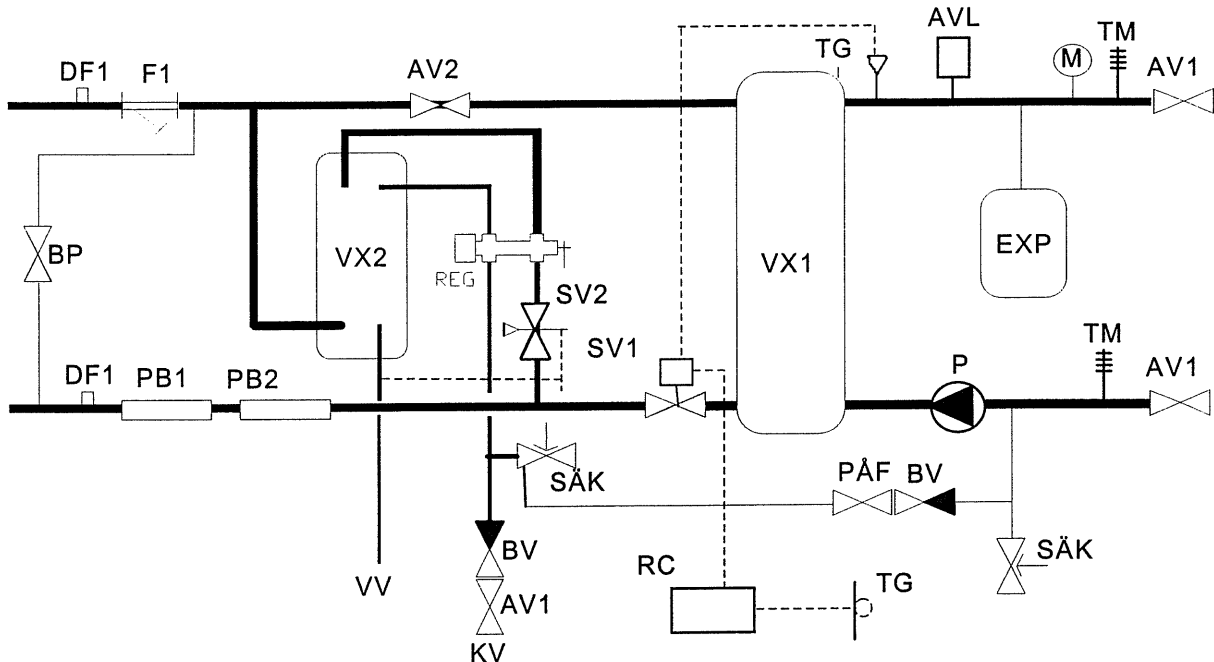 AVL
TG
TM
DF1
F1
AV2
M
AV1
VX2
VX1
EXP
BP
REG
SV2
SV1
TM
DF1
PB1
PB2
P
AV1
SÄK
PÅF
BV
BV
RC
SÄK
VV
AV1
TG
KV